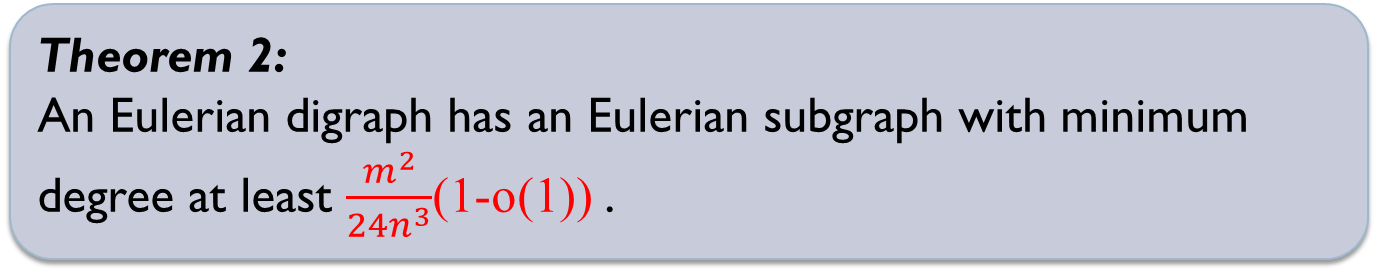 Theorem 2:
An Eulerian digraph has an Eulerian subgraph with minimum
degree at least m²/24n³(1-o(1)) .